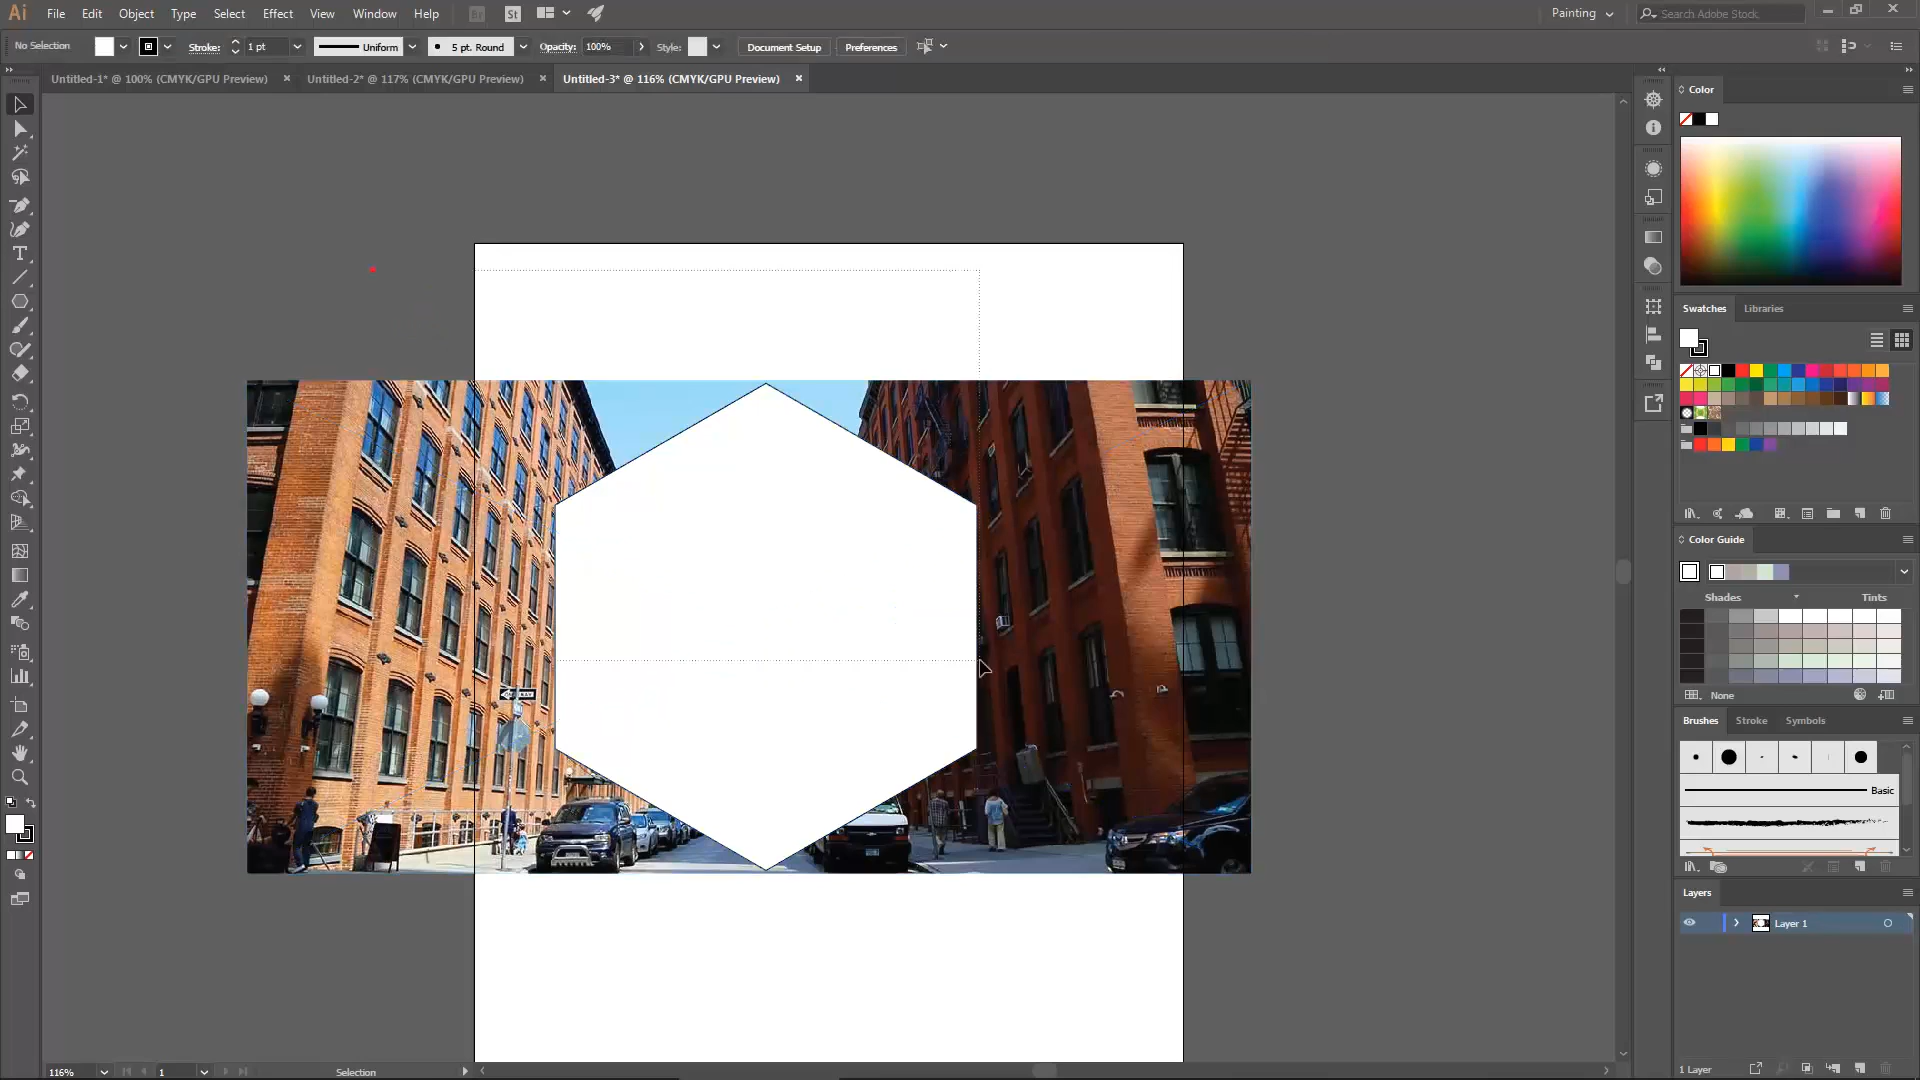 Ai File Edit Object Type Select Effect View Window Help Br St Painting Search Adobe Stock
No Selection Stroke: 1 pt Uniform 5 pt. Round Opacity: 100% Style: Document Setup Preferences
Untitled-1* @ 100% (CMYK/GPU Preview) Untitled-2* @ 117% (CMYK/GPU Preview) Untitled-3* @ 116% (CMYK/GPU Preview)
Color
Swatches Libraries
Color Guide
Shades Tints
None
Brushes Stroke Symbols
Basic
Layers
Layer 1
116% 1 Selection 1 Layer